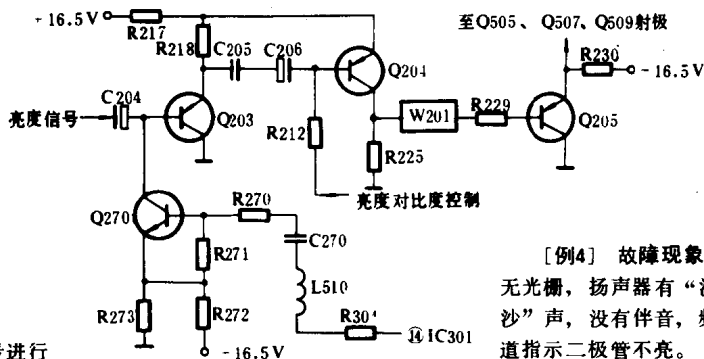 +16.5V
R217
R218
C205
C206
Q204
至Q505、Q507、Q509射极
R230
-16.5V
C204
亮度信号
Q203
R212
W201
R229
Q205
R225
亮度对比度控制
Q270
R270
R271
C270
L510
R273
R272
R304
⑭IC301
-16.5V
[例4] 故障现象
无光栅，扬声器有“沙
沙”声，没有伴音，频
道指示二极管不亮。
进行